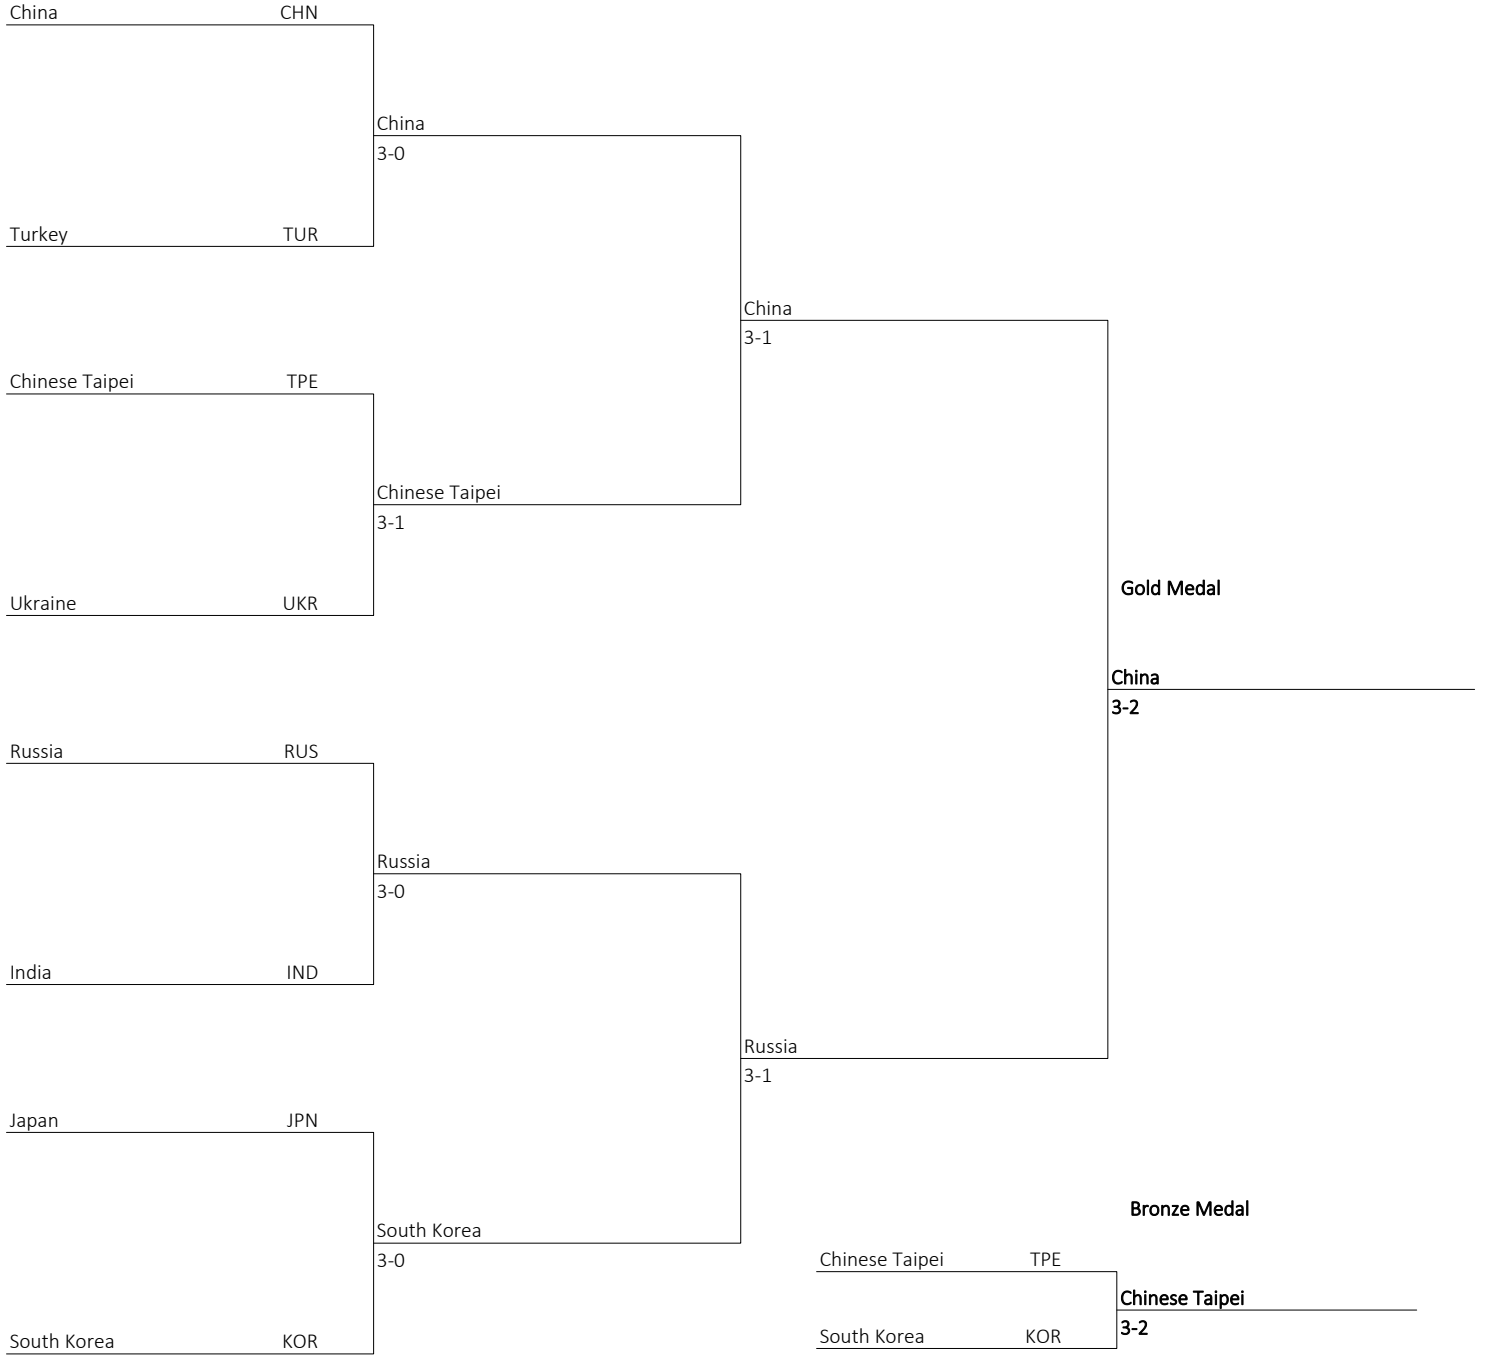 China CHN
China
3-0
Turkey TUR
China
3-1
Chinese Taipei TPE
Chinese Taipei
3-1
Ukraine UKR
Gold Medal
China
3-2
Russia RUS
Russia
3-0
India IND
Russia
3-1
Japan JPN
South Korea
3-0
South Korea KOR
Bronze Medal
Chinese Taipei TPE
Chinese Taipei
3-2
South Korea KOR